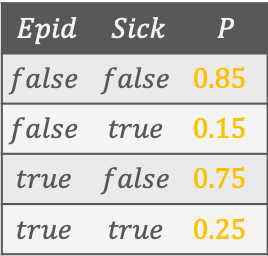 Epid Sick P
false false 0.85
false true 0.15
true false 0.75
true true 0.25